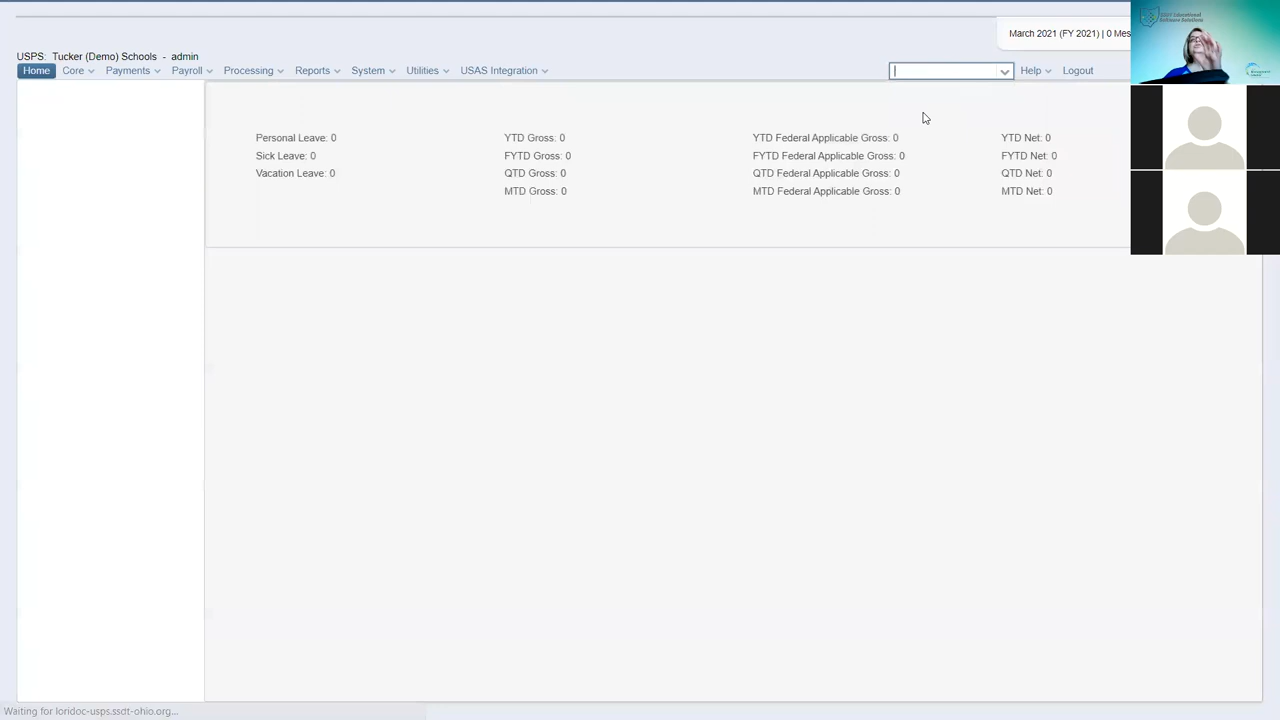 March 2021 (FY 2021) | 0 Mes
USPS: Tucker (Demo) Schools - admin
Home Core Payments Payroll Processing Reports System Utilities USAS Integration Help Logout
Personal Leave: 0 YTD Gross: 0 YTD Federal Applicable Gross: 0 YTD Net: 0
Sick Leave: 0 FYTD Gross: 0 FYTD Federal Applicable Gross: 0 FYTD Net: 0
Vacation Leave: 0 QTD Gross: 0 QTD Federal Applicable Gross: 0 QTD Net: 0
MTD Gross: 0 MTD Federal Applicable Gross: 0 MTD Net: 0
Waiting for loridoc-usps.ssdt-ohio.org...